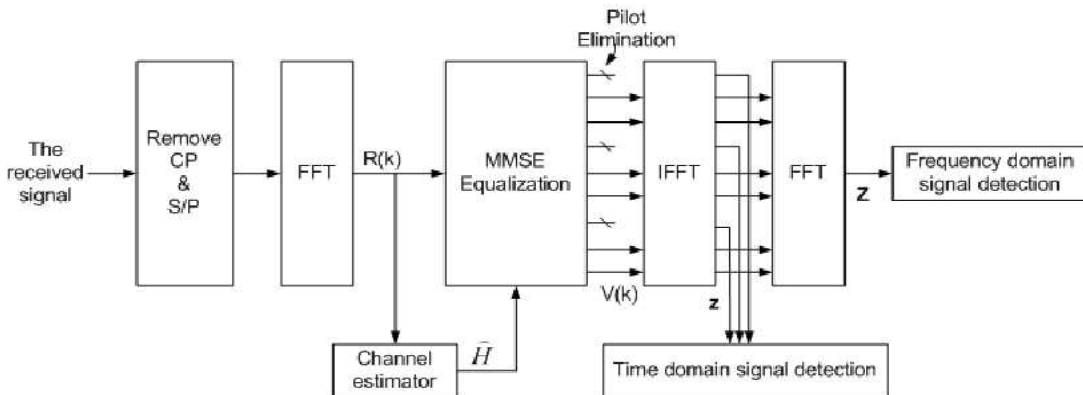 Pilot
Elimination
The
received
signal
Remove
CP
&
S/P
FFT
R(k)
MMSE
Equalization
IFFT
FFT
Z
Frequency domain
signal detection
V(k)
z
Channel
estimator
Ĥ
Time domain signal detection